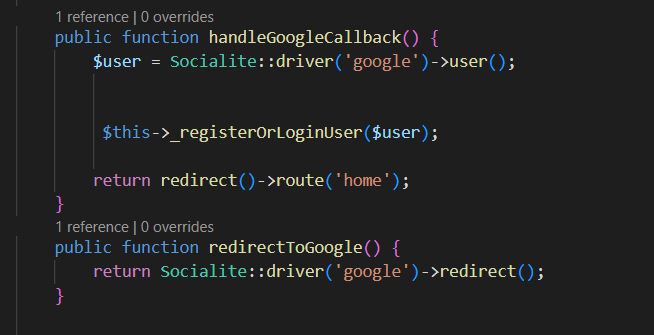 1 reference | 0 overrides
public function handleGoogleCallback() {
$user = Socialite::driver('google')->user();
$this->_registerOrLoginUser($user);
return redirect()->route('home');
}
1 reference | 0 overrides
public function redirectToGoogle() {
return Socialite::driver('google')->redirect();
}